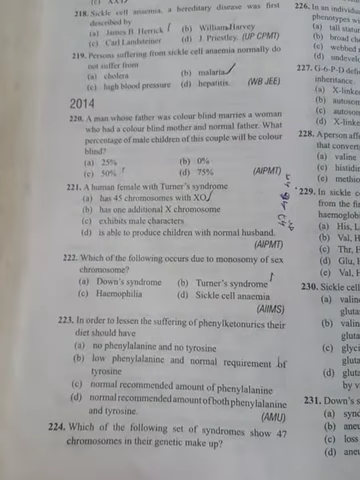 218. Sickle cell anaemia, a hereditary disease was first
described by
(a) James B. Herrick (b) William Harvey
(c) Carl Landsteiner (d) J. Priestley. (UP CPMT)
219. Persons suffering from sickle cell anaemia normally do
not suffer from
(a) cholera (b) malaria
(c) high blood pressure (d) hepatitis. (WB JEE)
2014
220. A man whose father was colour blind marries a woman
who had a colour blind mother and normal father. What
percentage of male children of this couple will be colour
blind?
(a) 25% (b) 0%
(c) 50% (d) 75% (AIPMT)
221. A human female with Turner's syndrome
(a) has 45 chromosomes with XO
(b) has one additional X chromosome
(c) exhibits male characters
(d) is able to produce children with normal husband.
(AIPMT)
222. Which of the following occurs due to monosomy of sex
chromosome?
(a) Down's syndrome (b) Turner's syndrome
(c) Haemophilia (d) Sickle cell anaemia
(AIIMS)
223. In order to lessen the suffering of phenylketonurics their
diet should have
(a) no phenylalanine and no tyrosine
(b) low phenylalanine and normal requirement of
tyrosine
(c) normal recommended amount of phenylalanine
(d) normal recommended amount of both phenylalanine
and tyrosine. (AMU)
224. Which of the following set of syndromes show 47
chromosomes in their genetic make up?
226. In an individu
phenotypes w
(a) tall statur
(b) broad che
(c) webbed
(d) undevelo
227. G-6-P-D defi
inheritance.
(a) X-linke
(b) autoson
(c) autosom
(d) X-linke
228. A person affe
that convert
(a) valine
(c) histidin
(e) methio
229. In sickle c
from the fi
haemoglobi
(a) His, L
(b) Val, H
(c) Thr, H
(d) Glu, H
(e) Val, H
230. Sickle cell
(a) valin
gluta
(b) valin
gluta
(c) glyci
gluta
(d) gluta
by v
231. Down's s
(a) sync
(b) aneu
(c) loss
(d) aneu